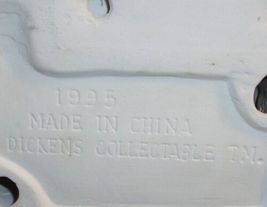 1995
MADE IN CHINA
DICKENS COLLECTABLE TM.